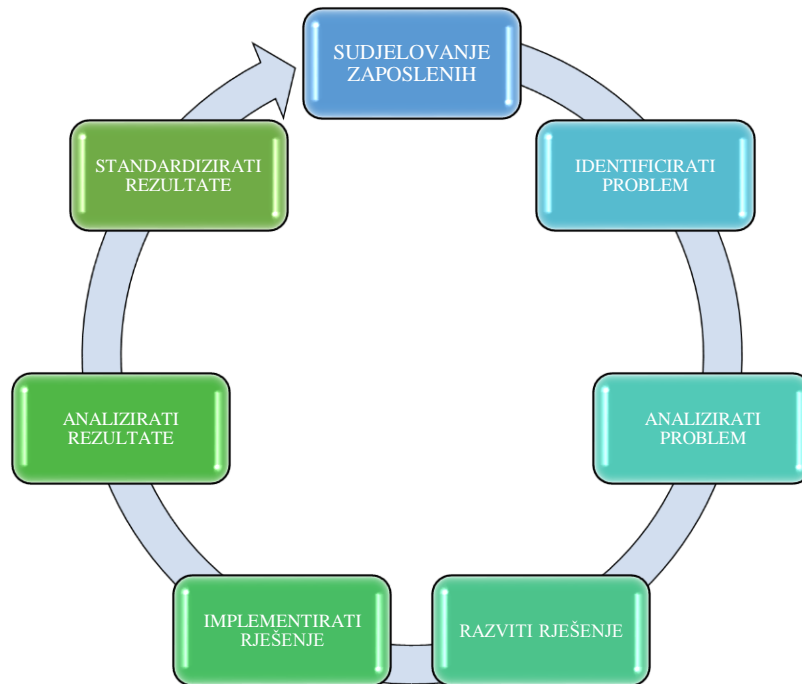 SUDJELOVANJE
ZAPOSLENIH
IDENTIFICIRATI
PROBLEM
ANALIZIRATI
PROBLEM
RAZVITI RJEŠENJE
IMPLEMENTIRATI
RJEŠENJE
ANALIZIRATI
REZULTATE
STANDARDIZIRATI
REZULTATE